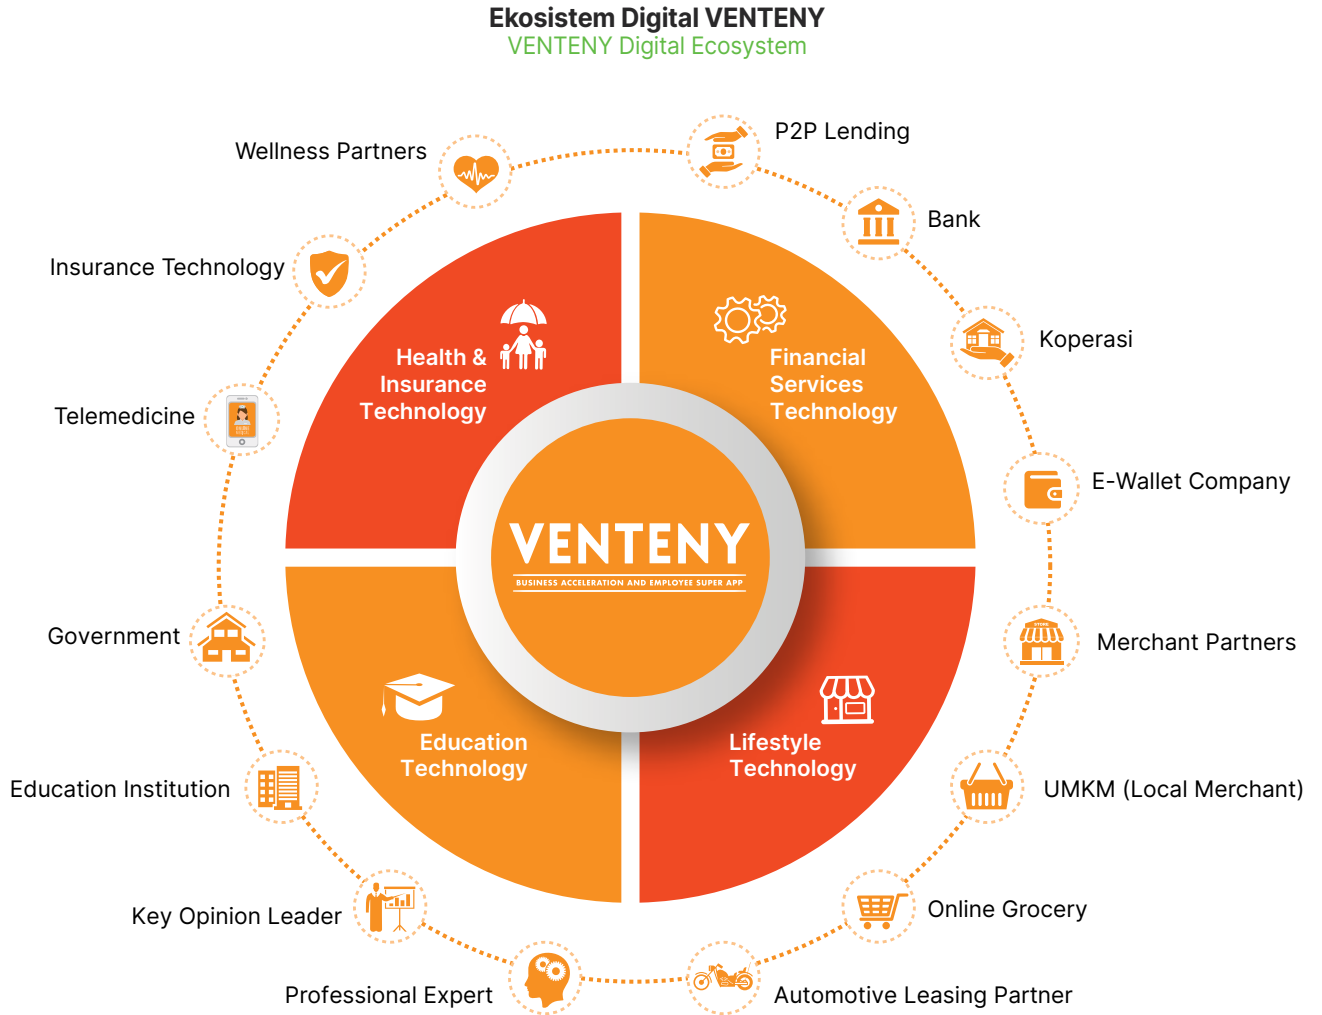 Ekosistem Digital VENTENY
VENTENY Digital Ecosystem
P2P Lending
Wellness Partners
Bank
Insurance Technology
Koperasi
Health &
Insurance
Technology
Financial
Services
Technology
Telemedicine
E-Wallet Company
VENTENY
BUSINESS ACCELERATION AND EMPLOYEE SUPER APP
Government
STORE
Merchant Partners
Education
Technology
Lifestyle
Technology
Education Institution
UMKM (Local Merchant)
Key Opinion Leader
Online Grocery
Professional Expert
Automotive Leasing Partner